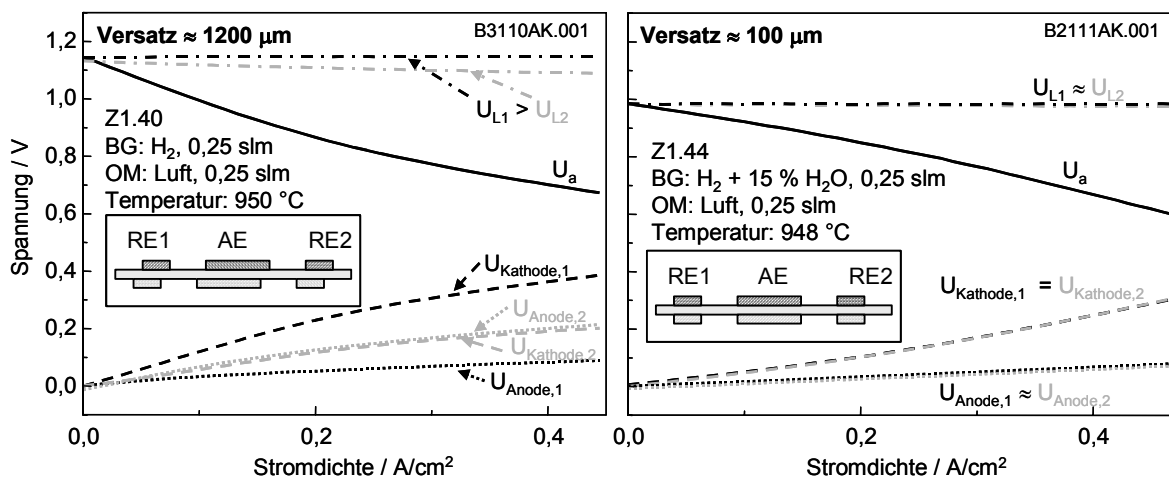 Versatz ≈ 1200 µm
B3110AK.001
U_L1 > U_L2
Z1.40
BG: H₂, 0,25 slm
OM: Luft, 0,25 slm
Temperatur: 950 °C
U_a
RE1 AE RE2
U_Kathode,1
U_Anode,2
U_Kathode,2
U_Anode,1
1,2
1,0
0,8
0,6
0,4
0,2
0,0
Spannung / V
0,0 0,2 0,4
Stromdichte / A/cm²
Versatz ≈ 100 µm
B2111AK.001
U_L1 ≈ U_L2
Z1.44
BG: H₂ + 15 % H₂O, 0,25 slm
OM: Luft, 0,25 slm
Temperatur: 948 °C
U_a
RE1 AE RE2
U_Kathode,1 = U_Kathode,2
U_Anode,1 ≈ U_Anode,2
0,0 0,2 0,4
Stromdichte / A/cm²